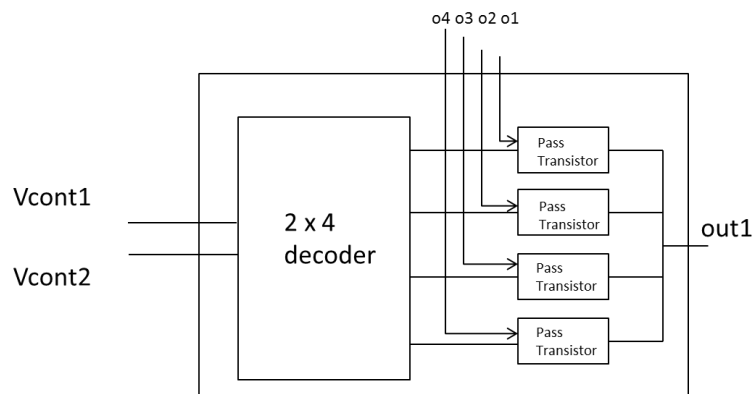 o4 o3 o2 o1
Pass
Transistor
Vcont1
Pass
Transistor
2 x 4
decoder
out1
Vcont2
Pass
Transistor
Pass
Transistor